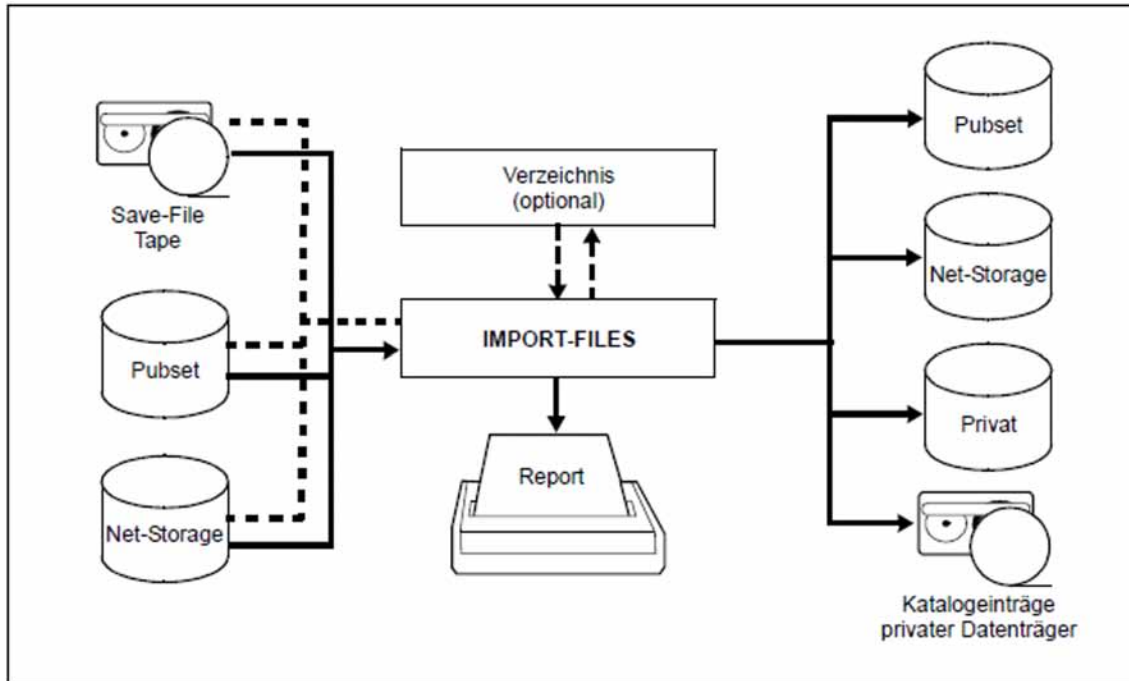 Save-File
Tape
Pubset
Net-Storage
Verzeichnis
(optional)
IMPORT-FILES
Report
Pubset
Net-Storage
Privat
Katalogeinträge
privater Datenträger